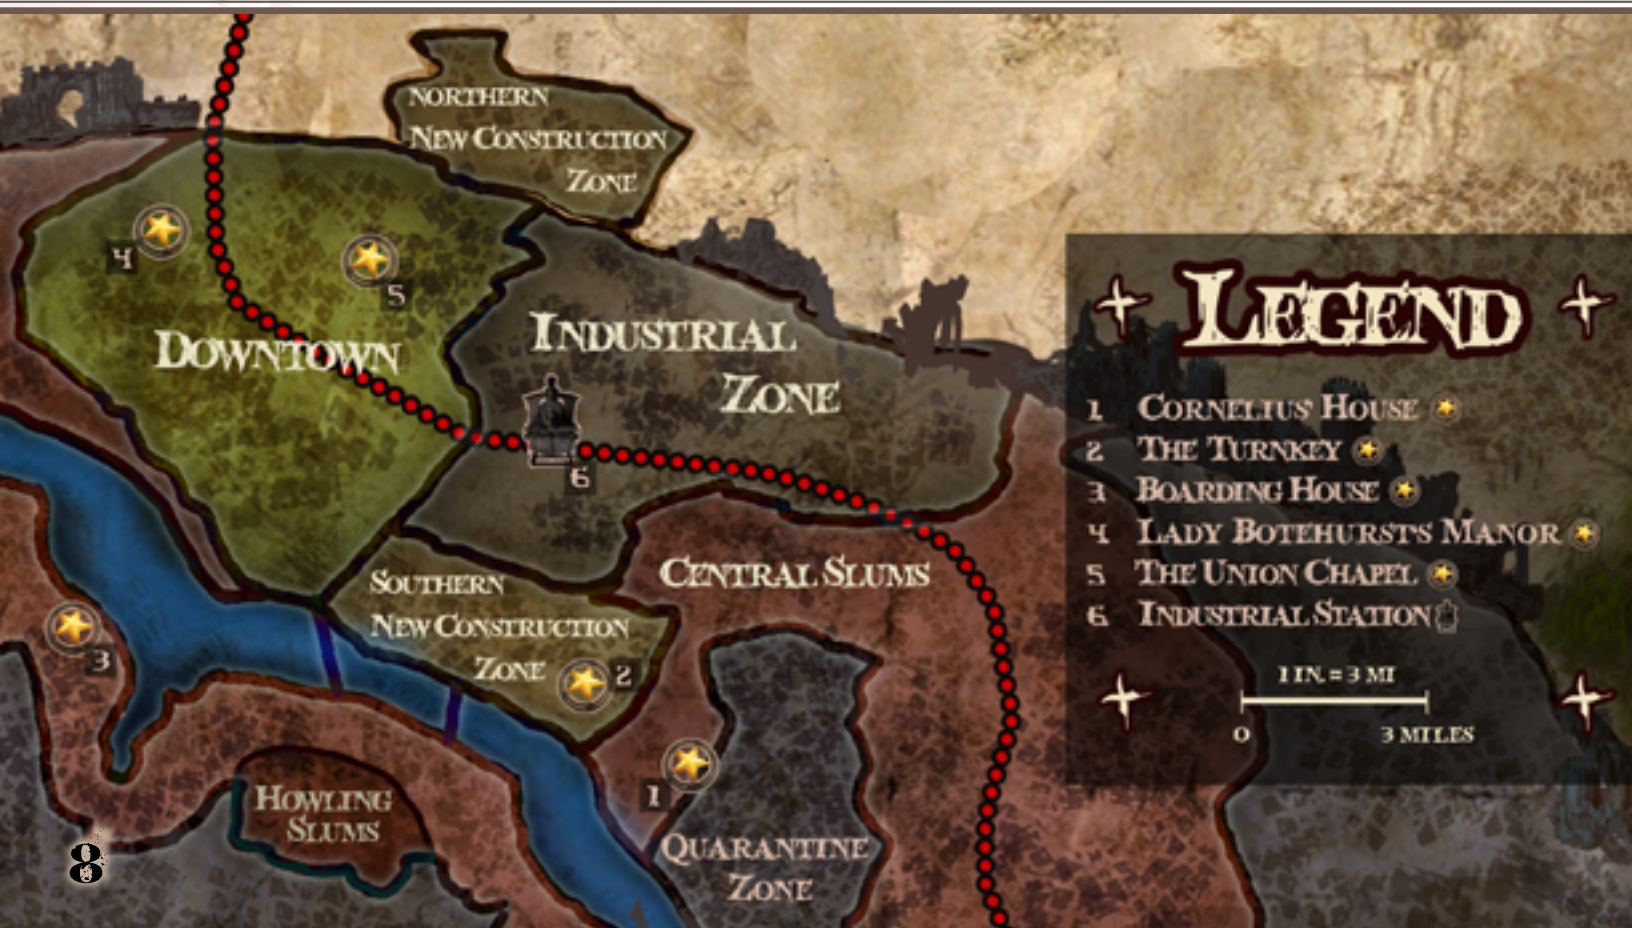 Northern
New Construction
Zone
4
5
Downtown
Industrial
Zone
6
Central Slums
Southern
New Construction
Zone
2
3
1
Howling
Slums
Quarantine
Zone
8
Legend
1 Cornelius' House
2 The Turnkey
3 Boarding House
4 Lady Botehurst's Manor
5 The Union Chapel
6 Industrial Station
1 in. = 3 mi
0 3 miles